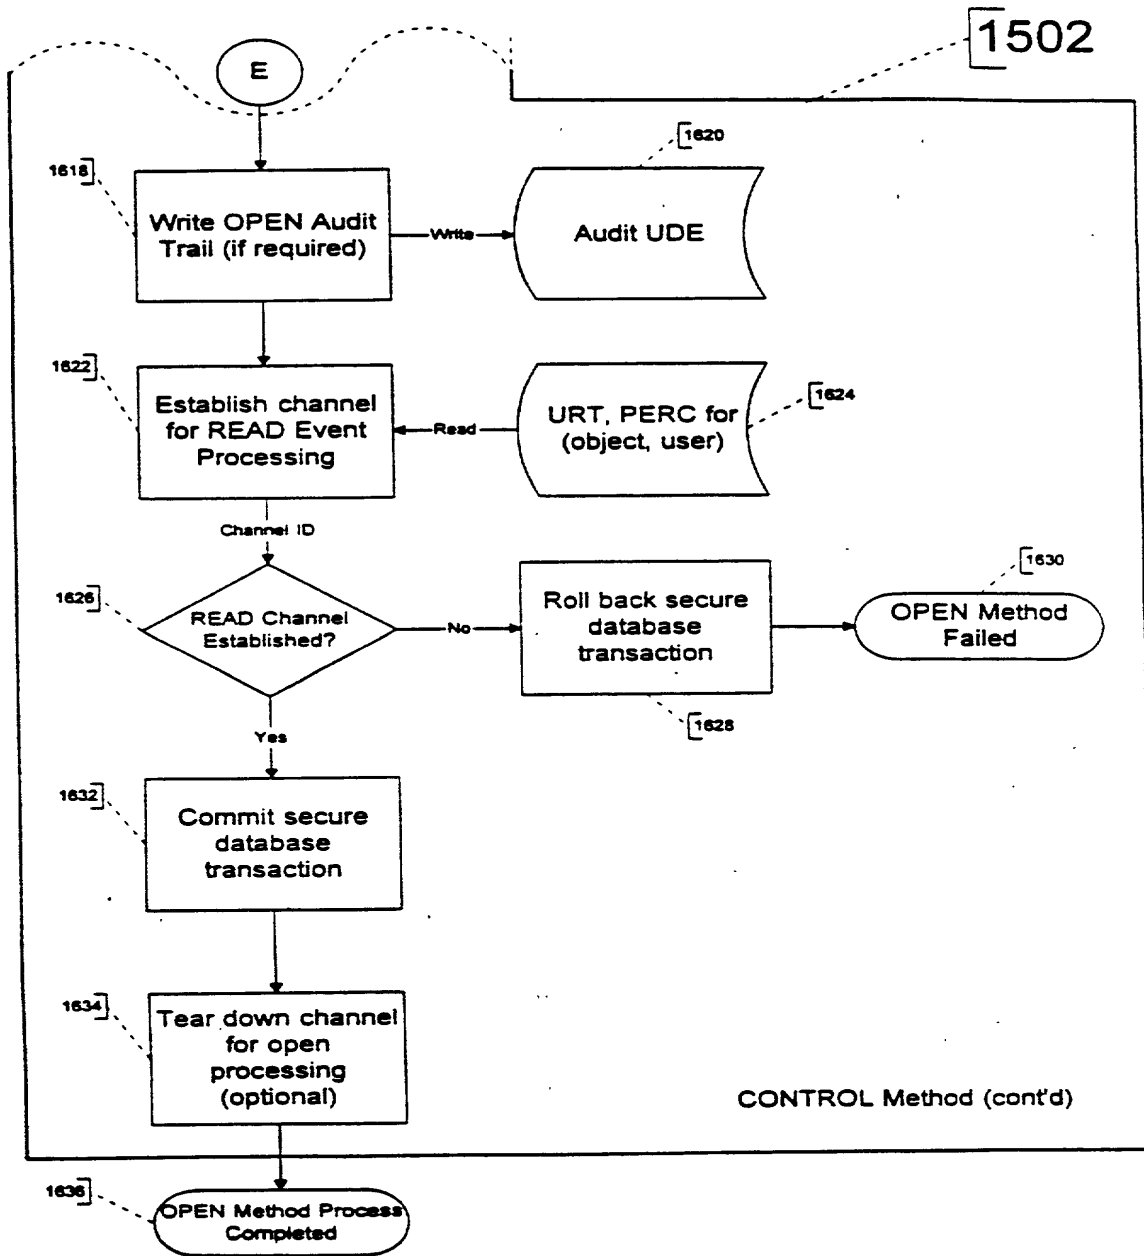 1502
E
1618
Write OPEN Audit
Trail (if required)
Write
1620
Audit UDE
1622
Establish channel
for READ Event
Processing
Read
URT, PERC for
(object, user)
1624
Channel ID
1626
READ Channel
Established?
No
Roll back secure
database
transaction
1628
1630
OPEN Method
Failed
Yes
1632
Commit secure
database
transaction
1634
Tear down channel
for open
processing
(optional)
CONTROL Method (cont'd)
1636
OPEN Method Process
Completed